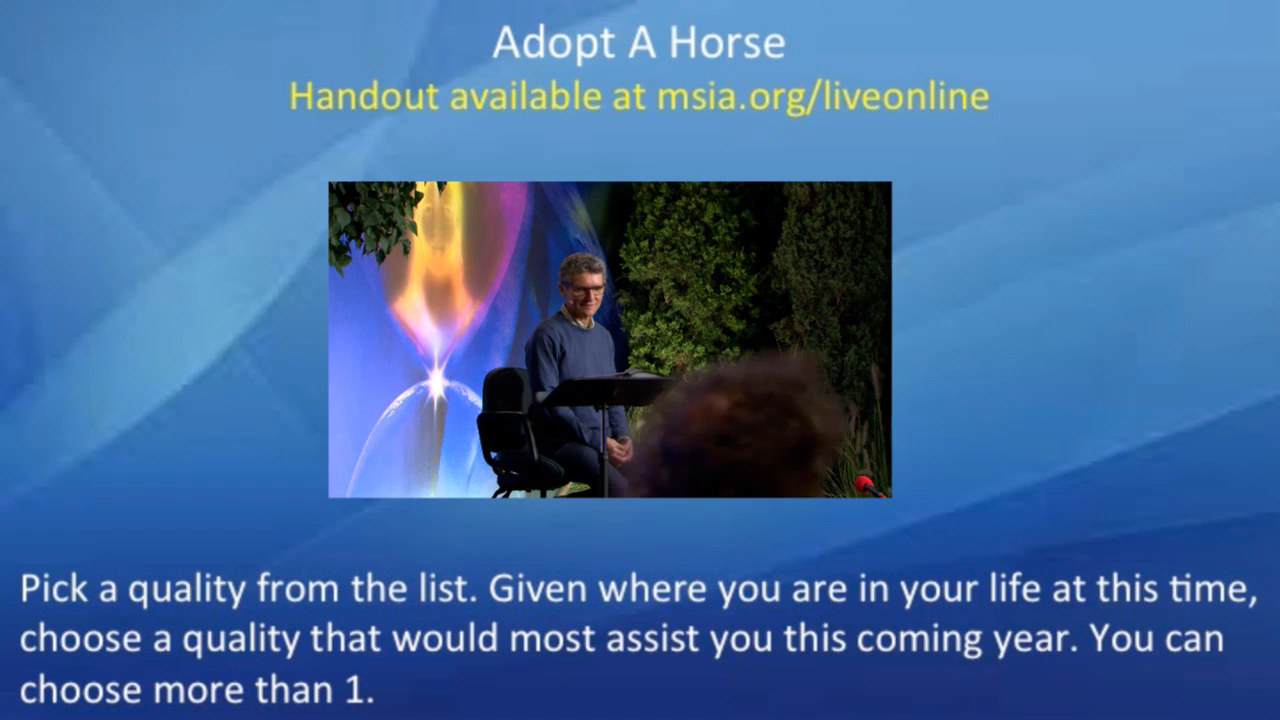 Adopt A Horse
Handout available at msia.org/liveonline
Pick a quality from the list. Given where you are in your life at this time,
choose a quality that would most assist you this coming year. You can
choose more than 1.